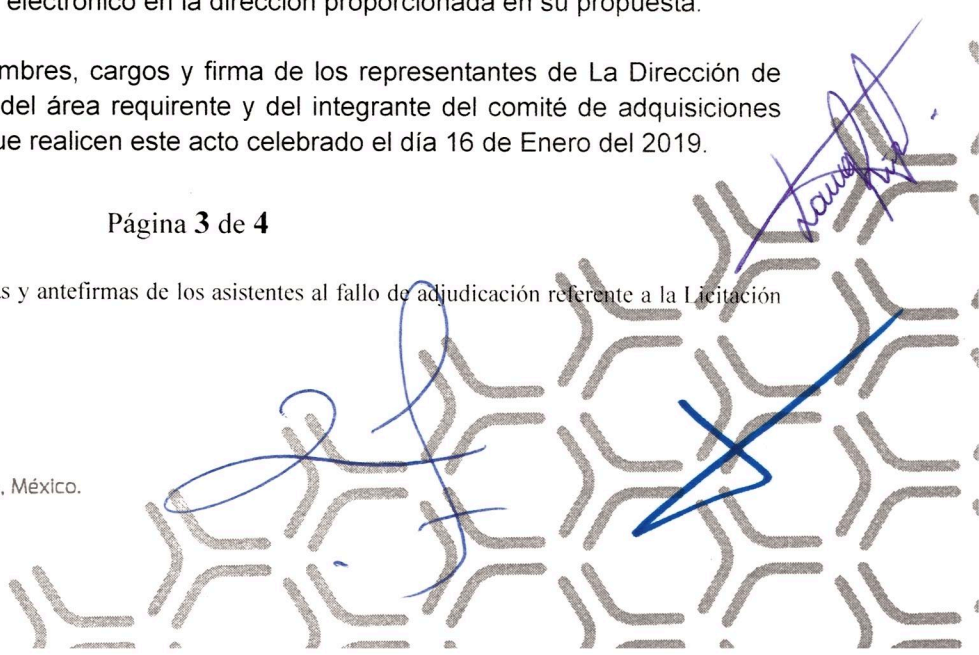 electrónico en la dirección proporcionada en su propuesta.
mbres, cargos y firma de los representantes de La Dirección de
del área requirente y del integrante del comité de adquisiciones
ue realicen este acto celebrado el día 16 de Enero del 2019.
Página 3 de 4
s y antefirmas de los asistentes al fallo de adjudicación referente a la Licitación
, México.